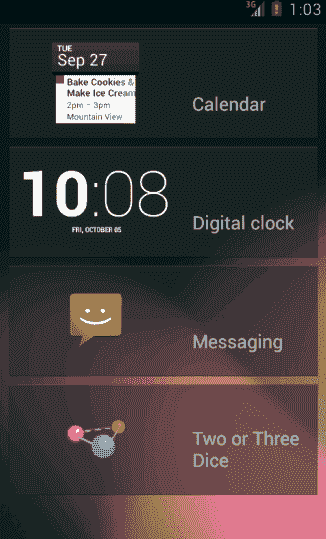 3G
1:03
TUE
Sep 27
Bake Cookies &
Make Ice Cream
2pm – 3pm
Mountain View
Calendar
10:08
FRI, OCTOBER 05
Digital clock
Messaging
Two or Three
Dice